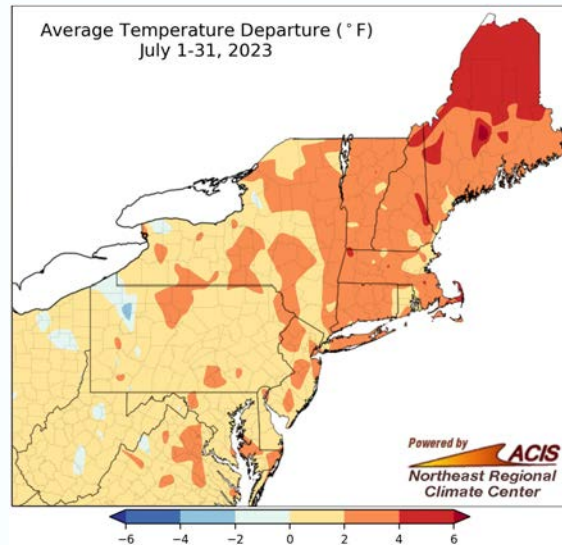 Average Temperature Departure (°F)
July 1-31, 2023
Powered by
ACIS
Northeast Regional
Climate Center
−6 −4 −2 0 2 4 6